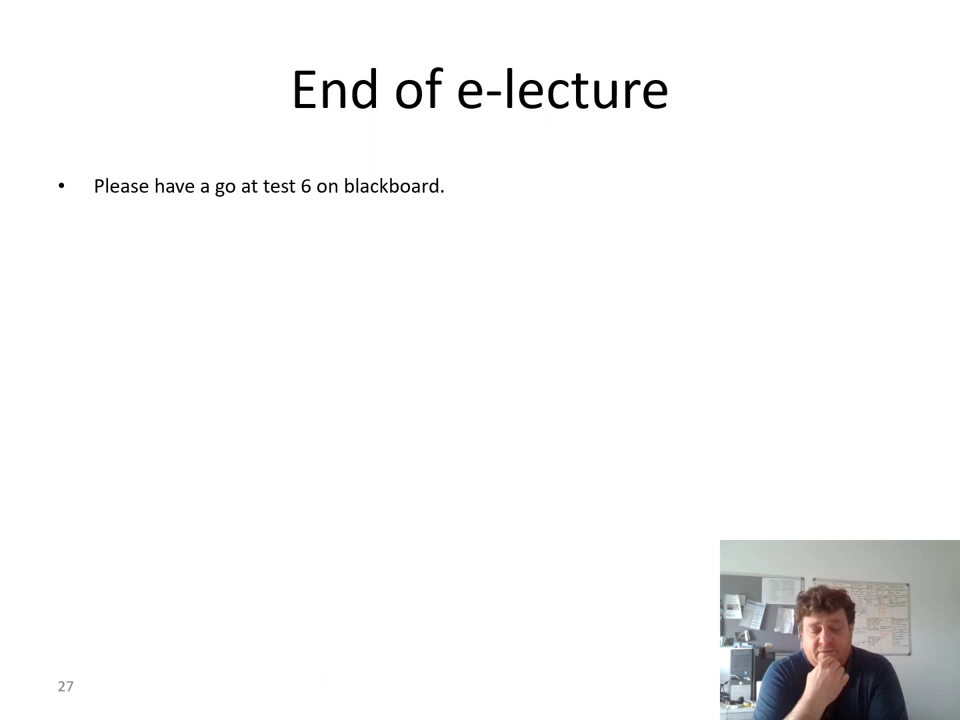 End of e-lecture
• Please have a go at test 6 on blackboard.
27